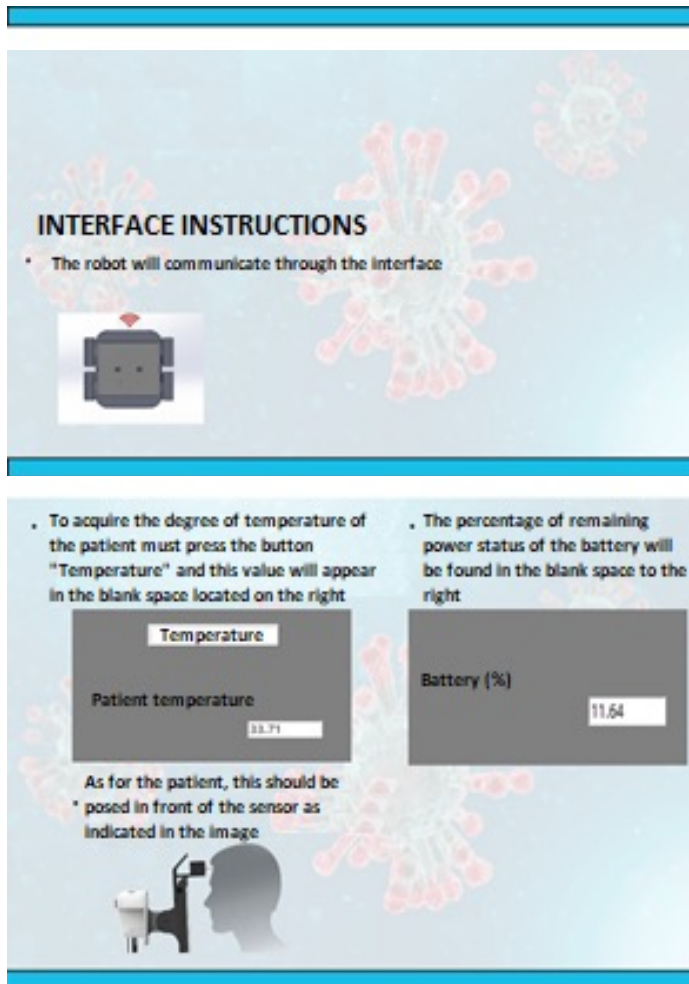 INTERFACE INSTRUCTIONS
• The robot will communicate through the interface
• To acquire the degree of temperature of
the patient must press the button
"Temperature" and this value will appear
in the blank space located on the right
Temperature
Patient temperature
33.71
As for the patient, this should be
• posed in front of the sensor as
indicated in the image
• The percentage of remaining
power status of the battery will
be found in the blank space to the
right
Battery (%)
11.64